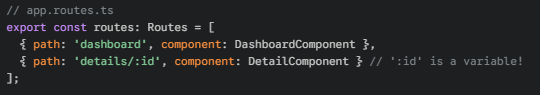 // app.routes.ts
export const routes: Routes = [
  { path: 'dashboard', component: DashboardComponent },
  { path: 'details/:id', component: DetailComponent } // ':id' is a variable!
];